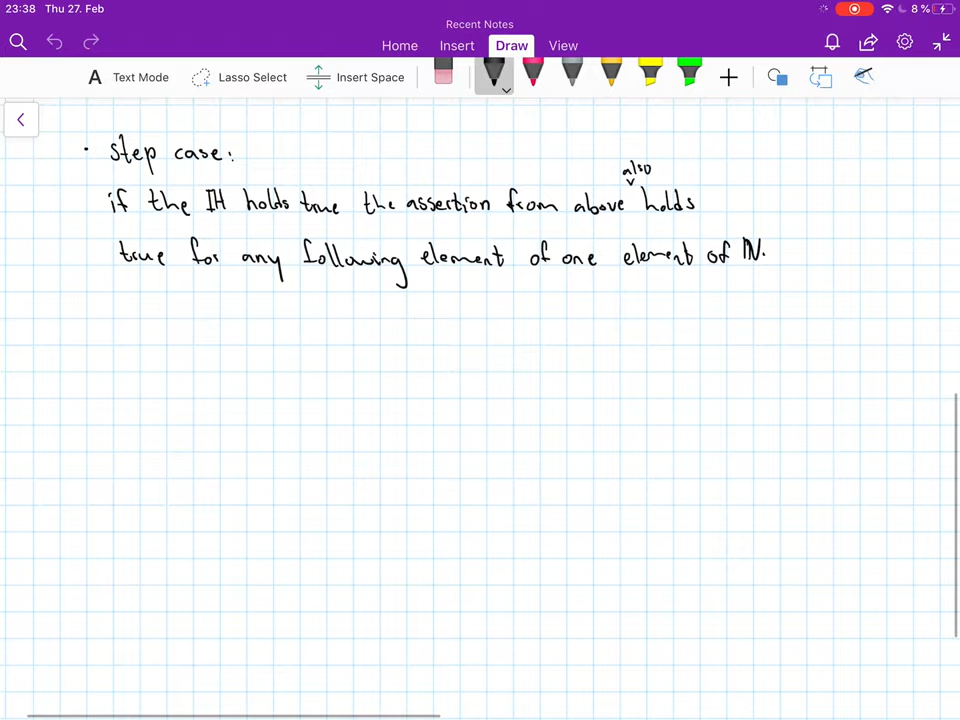 23:38 Thu 27. Feb 8 %
Recent Notes
Home Insert Draw View
A Text Mode Lasso Select Insert Space
• Step case:
also
if the IH holds true the assertion from above holds
true for any following element of one element of ℕ.